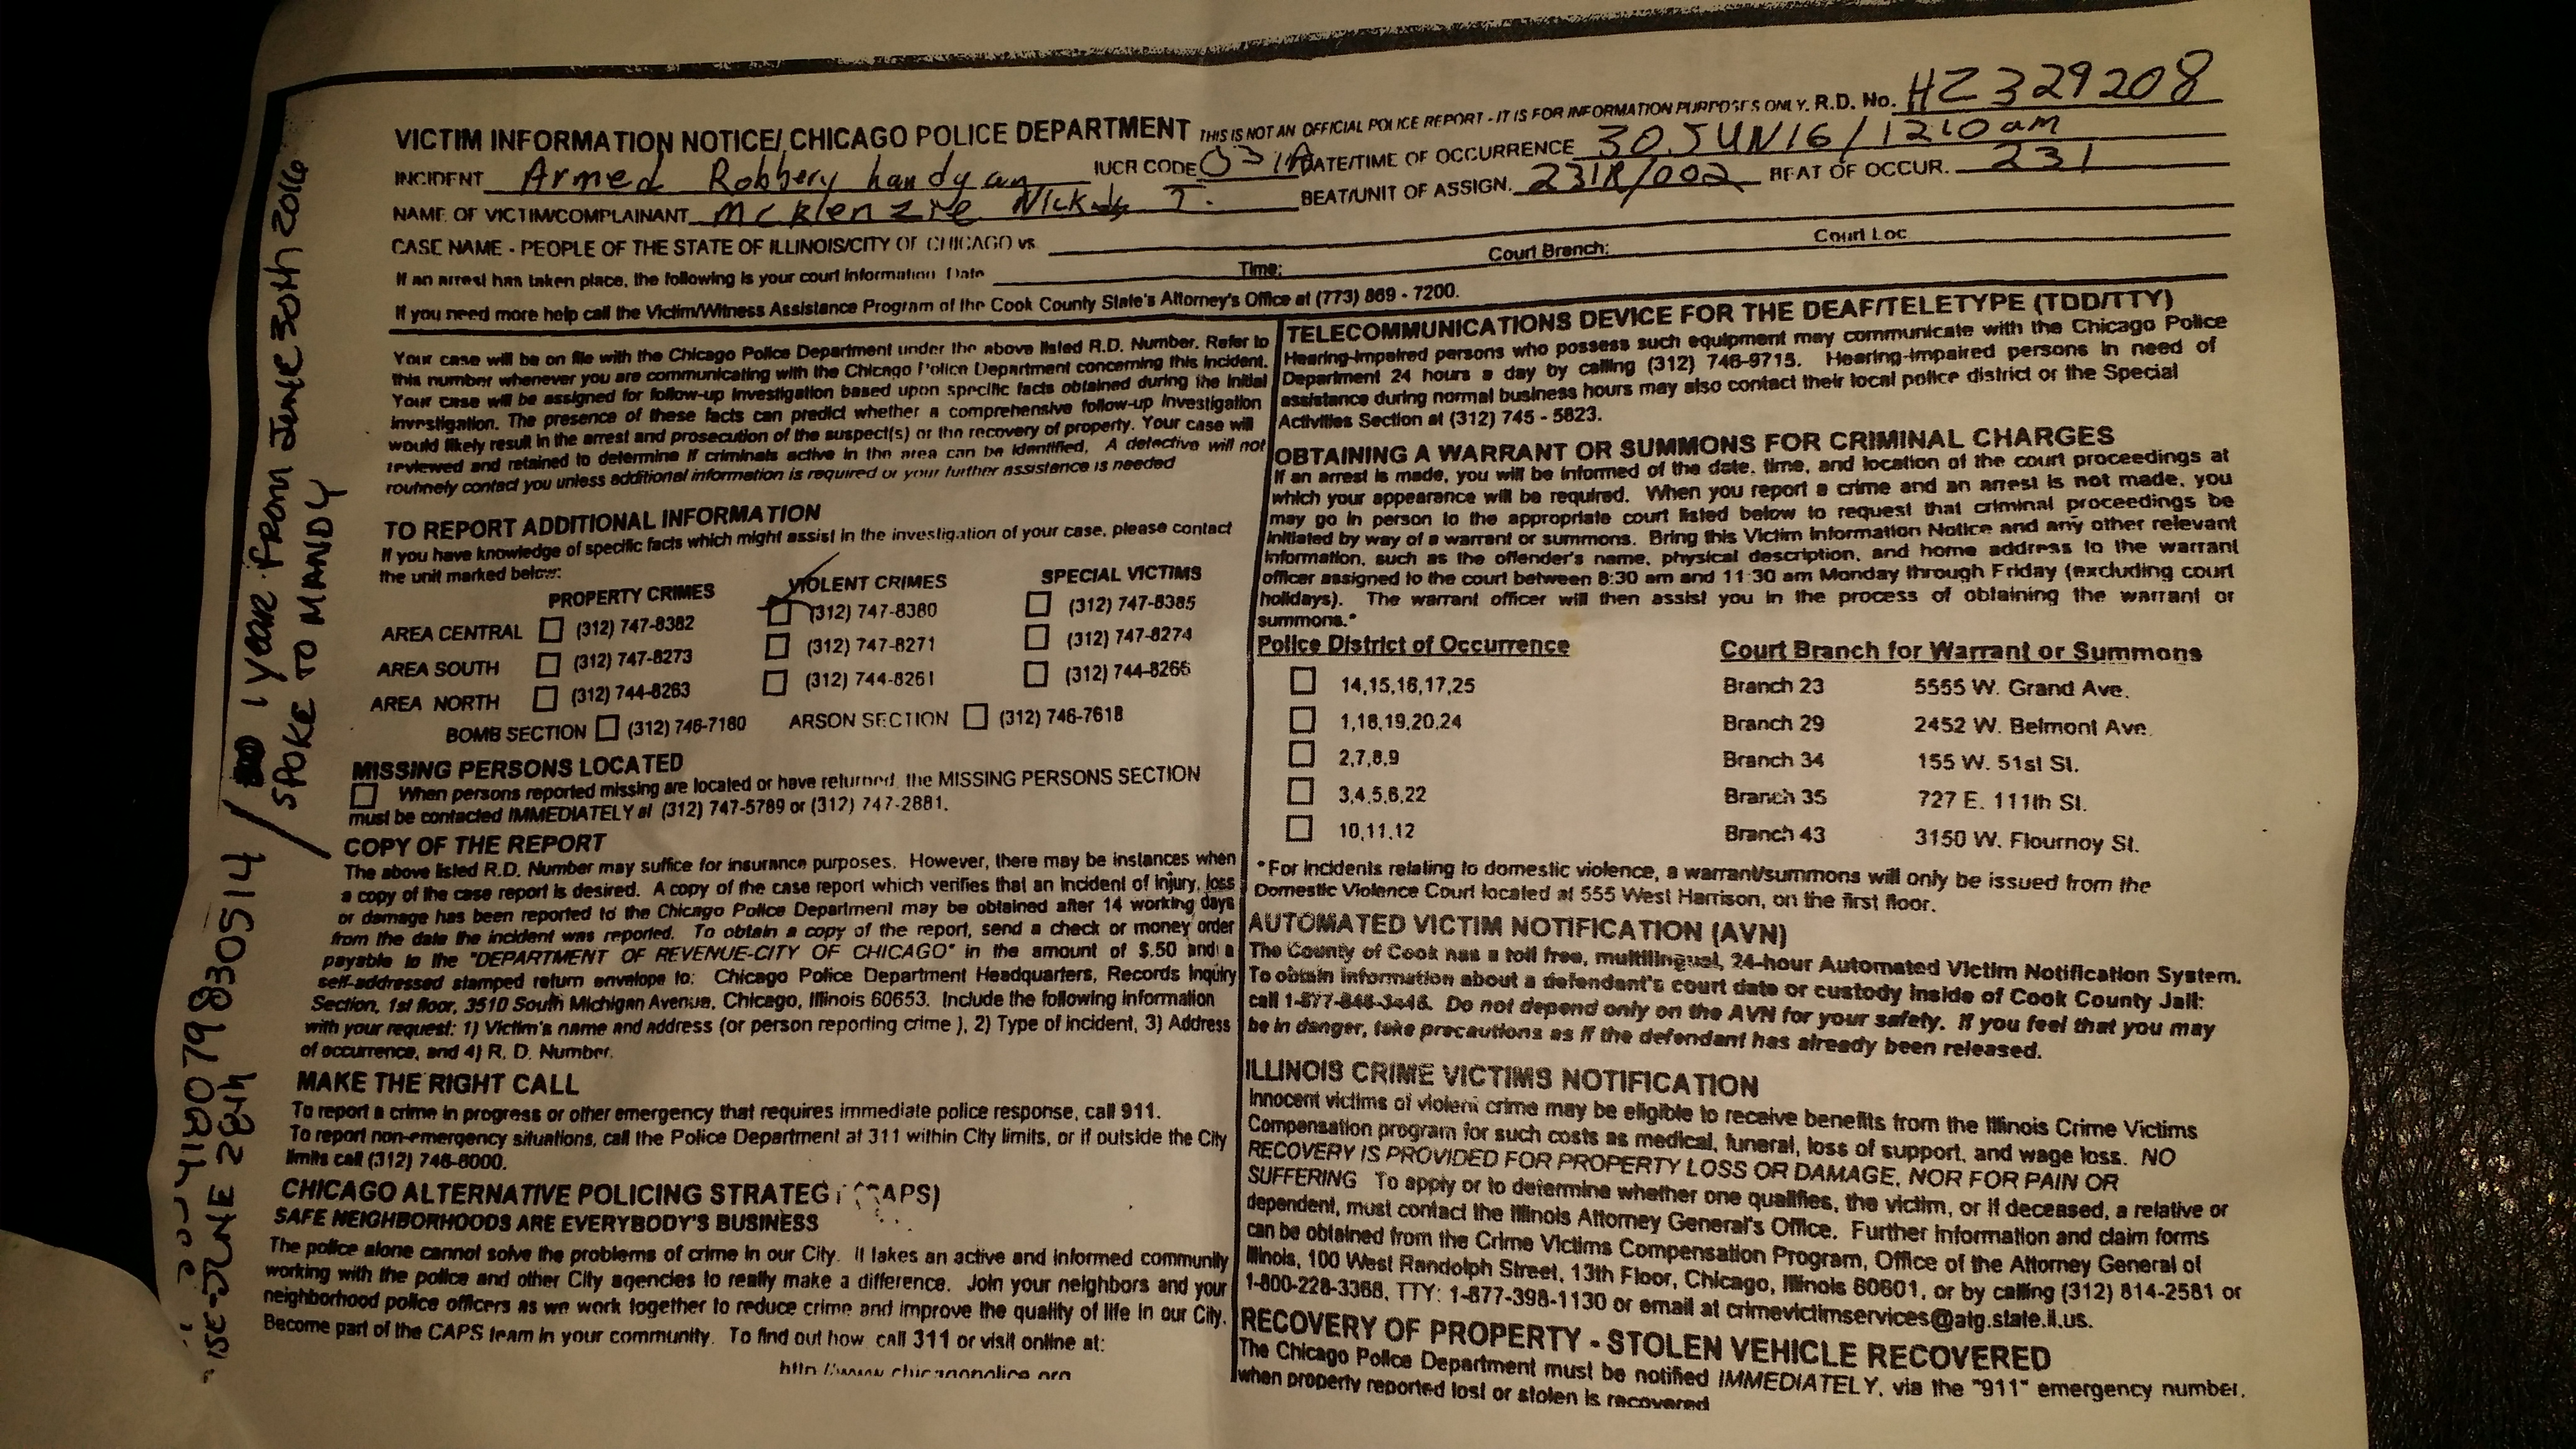 VICTIM INFORMATION NOTICE/ CHICAGO POLICE DEPARTMENT THIS IS NOT AN OFFICIAL POLICE REPORT - IT IS FOR INFORMATION PURPOSES ONLY. R.D. No. HZ329208
INCIDENT Armed Robbery handgun IUCR CODE DATE/TIME OF OCCURRENCE 30 JUN 16/1210am
NAME OF VICTIM/COMPLAINANT McKlenzie T. BEAT/UNIT OF ASSIGN. 231R/002 BEAT OF OCCUR. 231
CASE NAME - PEOPLE OF THE STATE OF ILLINOIS/CITY OF CHICAGO vs.
If an arrest has taken place, the following is your court information. Date Time: Court Branch: Court Loc
If you need more help call the Victim/Witness Assistance Program of the Cook County State's Attorney's Office at (773) 869 - 7200.
Your case will be on file with the Chicago Police Department under the above listed R.D. Number. Refer to
this number whenever you are communicating with the Chicago Police Department concerning this incident.
Your case will be assigned for follow-up investigation based upon specific facts obtained during the initial
investigation. The presence of these facts can predict whether a comprehensive follow-up investigation
would likely result in the arrest and prosecution of the suspect(s) or the recovery of property. Your case will
reviewed and retained to determine if criminals active in the area can be identified. A detective will not
routinely contact you unless additional information is required or your further assistance is needed
TO REPORT ADDITIONAL INFORMATION
If you have knowledge of specific facts which might assist in the investigation of your case, please contact
the unit marked below:
PROPERTY CRIMES VIOLENT CRIMES SPECIAL VICTIMS
AREA CENTRAL (312) 747-8382 (312) 747-8380 (312) 747-8385
AREA SOUTH (312) 747-8273 (312) 747-8271 (312) 747-8274
AREA NORTH (312) 744-8263 (312) 744-8261 (312) 744-8266
BOMB SECTION (312) 746-7180 ARSON SECTION (312) 746-7618
MISSING PERSONS LOCATED
When persons reported missing are located or have returned, the MISSING PERSONS SECTION
must be contacted IMMEDIATELY at (312) 747-5789 or (312) 747-2881.
COPY OF THE REPORT
The above listed R.D. Number may suffice for insurance purposes. However, there may be instances when
a copy of the case report is desired. A copy of the case report which verifies that an incident of injury, loss
or damage has been reported to the Chicago Police Department may be obtained after 14 working days
from the date the incident was reported. To obtain a copy of the report, send a check or money order
payable to the "DEPARTMENT OF REVENUE-CITY OF CHICAGO" in the amount of $.50 and a
self-addressed stamped return envelope to: Chicago Police Department Headquarters, Records Inquiry
Section, 1st floor, 3510 South Michigan Avenue, Chicago, Illinois 60653. Include the following information
with your request: 1) Victim's name and address (or person reporting crime ), 2) Type of incident, 3) Address
of occurrence, and 4) R. D. Number.
MAKE THE RIGHT CALL
To report a crime in progress or other emergency that requires immediate police response, call 911.
To report non-emergency situations, call the Police Department at 311 within City limits, or if outside the City
limits call (312) 746-6000.
CHICAGO ALTERNATIVE POLICING STRATEGY (CAPS)
SAFE NEIGHBORHOODS ARE EVERYBODY'S BUSINESS
The police alone cannot solve the problems of crime in our City. It takes an active and informed community
working with the police and other City agencies to really make a difference. Join your neighbors and your
neighborhood police officers as we work together to reduce crime and improve the quality of life in our City.
Become part of the CAPS team in your community. To find out how call 311 or visit online at:
http://www.chicagopolice.org
TELECOMMUNICATIONS DEVICE FOR THE DEAF/TELETYPE (TDD/TTY)
Hearing-impaired persons who possess such equipment may communicate with the Chicago Police
Department 24 hours a day by calling (312) 746-9715. Hearing-impaired persons in need of
assistance during normal business hours may also contact their local police district or the Special
Activities Section at (312) 745 - 5823.
OBTAINING A WARRANT OR SUMMONS FOR CRIMINAL CHARGES
If an arrest is made, you will be informed of the date, time, and location of the court proceedings at
which your appearance will be required. When you report a crime and an arrest is not made, you
may go in person to the appropriate court listed below to request that criminal proceedings be
initiated by way of a warrant or summons. Bring this Victim Information Notice and any other relevant
information, such as the offender's name, physical description, and home address to the warrant
officer assigned to the court between 8:30 am and 11:30 am Monday through Friday (excluding court
holidays). The warrant officer will then assist you in the process of obtaining the warrant or
summons.*
Police District of Occurrence Court Branch for Warrant or Summons
14,15,16,17,25 Branch 23 5555 W. Grand Ave.
1,18,19,20,24 Branch 29 2452 W. Belmont Ave.
2,7,8,9 Branch 34 155 W. 51st St.
3,4,5,6,22 Branch 35 727 E. 111th St.
10,11,12 Branch 43 3150 W. Flournoy St.
*For incidents relating to domestic violence, a warrant/summons will only be issued from the
Domestic Violence Court located at 555 West Harrison, on the first floor.
AUTOMATED VICTIM NOTIFICATION (AVN)
The County of Cook has a toll free, multilingual, 24-hour Automated Victim Notification System.
To obtain information about a defendant's court date or custody inside of Cook County Jail:
call 1-877-846-3446. Do not depend only on the AVN for your safety. If you feel that you may
be in danger, take precautions as if the defendant has already been released.
ILLINOIS CRIME VICTIMS NOTIFICATION
Innocent victims of violent crime may be eligible to receive benefits from the Illinois Crime Victims
Compensation program for such costs as medical, funeral, loss of support, and wage loss. NO
RECOVERY IS PROVIDED FOR PROPERTY LOSS OR DAMAGE, NOR FOR PAIN OR
SUFFERING To apply or to determine whether one qualifies, the victim, or if deceased, a relative or
dependent, must contact the Illinois Attorney General's Office. Further information and claim forms
can be obtained from the Crime Victims Compensation Program, Office of the Attorney General of
Illinois, 100 West Randolph Street, 13th Floor, Chicago, Illinois 60601, or by calling (312) 814-2581 or
1-800-228-3368, TTY: 1-877-398-1130 or email at crimevictimservices@atg.state.il.us.
RECOVERY OF PROPERTY - STOLEN VEHICLE RECOVERED
The Chicago Police Department must be notified IMMEDIATELY, via the "911" emergency number,
when property reported lost or stolen is recovered
41207983 0514 / 1 year from JUNE 30th 2016
JUNE 28th
SPOKE TO MANDY